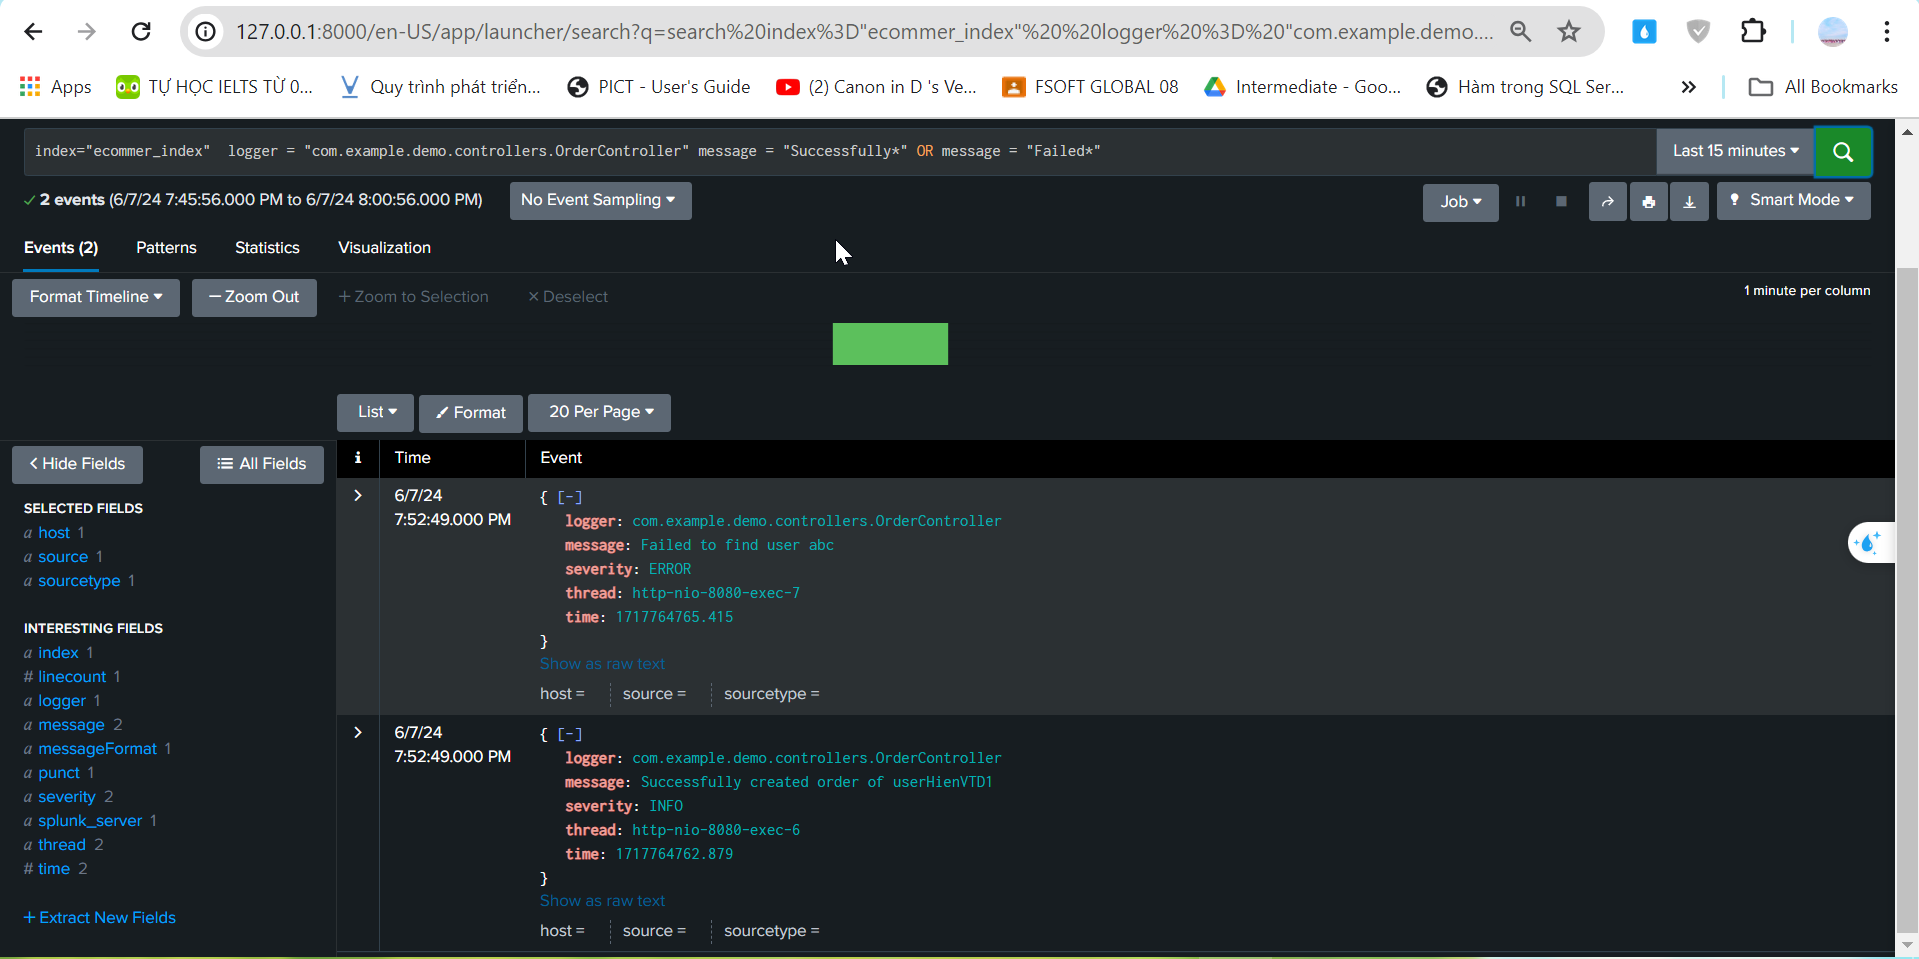 127.0.0.1:8000/en-US/app/launcher/search?q=search%20index%3D"ecommer_index"%20%20logger%20%3D%20"com.example.demo....
Apps TỰ HỌC IELTS TỪ 0... Quy trình phát triển... PICT - User's Guide (2) Canon in D 's Ve... FSOFT GLOBAL 08 Intermediate - Goo... Hàm trong SQL Ser... » All Bookmarks
index="ecommer_index"  logger = "com.example.demo.controllers.OrderController" message = "Successfully*" OR message = "Failed*" Last 15 minutes
2 events (6/7/24 7:45:56.000 PM to 6/7/24 8:00:56.000 PM) No Event Sampling Job Smart Mode
Events (2) Patterns Statistics Visualization
Format Timeline — Zoom Out + Zoom to Selection × Deselect 1 minute per column
List Format 20 Per Page
< Hide Fields All Fields i Time Event
SELECTED FIELDS
a host 1
a source 1
a sourcetype 1
INTERESTING FIELDS
a index 1
# linecount 1
a logger 1
a message 2
a messageFormat 1
a punct 1
a severity 2
a splunk_server 1
a thread 2
# time 2
+ Extract New Fields
> 6/7/24
7:52:49.000 PM
{ [-]
logger: com.example.demo.controllers.OrderController
message: Failed to find user abc
severity: ERROR
thread: http-nio-8080-exec-7
time: 1717764765.415
}
Show as raw text
host = source = sourcetype =
> 6/7/24
7:52:49.000 PM
{ [-]
logger: com.example.demo.controllers.OrderController
message: Successfully created order of userHienVTD1
severity: INFO
thread: http-nio-8080-exec-6
time: 1717764762.879
}
Show as raw text
host = source = sourcetype =